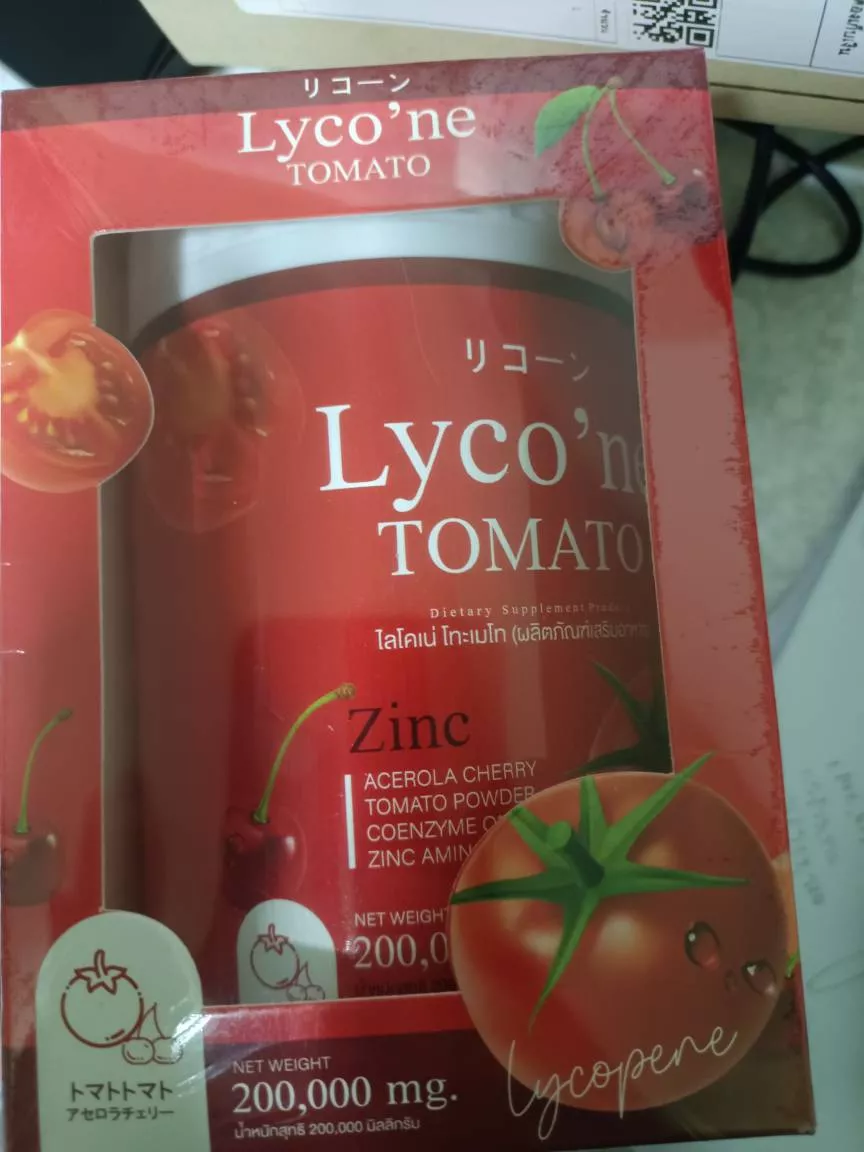 リコーン
Lyco'ne
TOMATO
リコーン
Lyco'ne
TOMATO
Dietary Supplement Product
ไลโคเน่ โทะเมโท (ผลิตภัณฑ์เสริมอาหาร
Zinc
ACEROLA CHERRY
TOMATO POWDER
COENZYME
ZINC AMIN
NET WEIGHT
200,0
lycopene
トマトトマト
アセロラチェリー
NET WEIGHT
200,000 mg.
น้ำหนักสุทธิ 200,000 มิลลิกรัม